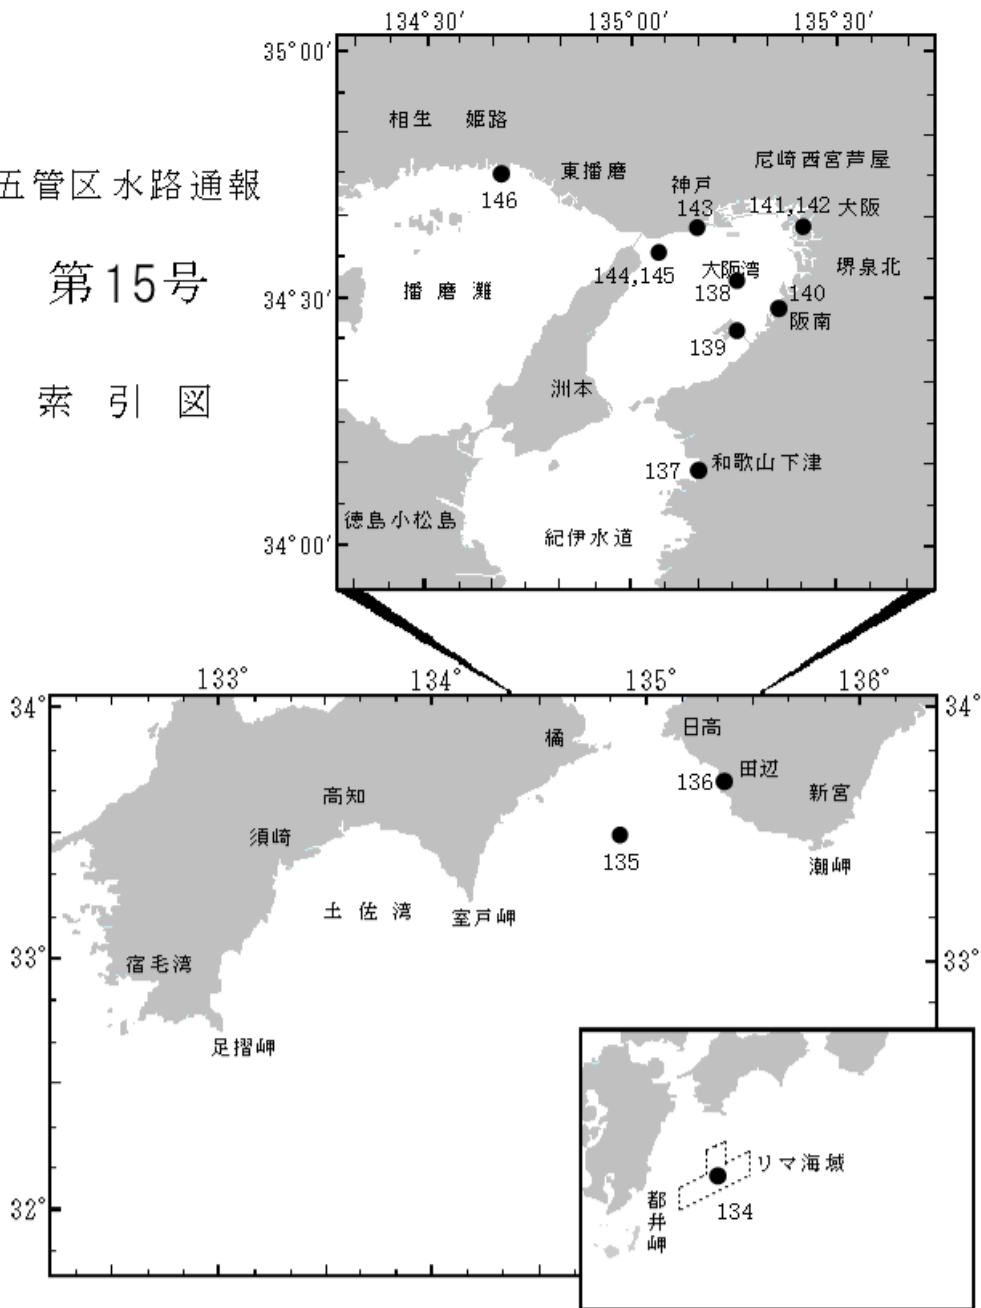 134°30′ 135°00′ 135°30′
35°00′
相生 姫路
尼崎西宮芦屋
東播磨
五管区水路通報
神戸
146
143
141,142 大阪
第15号
144,145
大阪湾
堺泉北
播磨灘
138
140
34°30′
阪南
139
索引図
洲本
137
和歌山下津
徳島小松島
紀伊水道
34°00′
133° 134° 135° 136°
34° 34°
日高
橘
田辺
136
新宮
高知
須崎
135
潮岬
土佐湾
室戸岬
33° 33°
宿毛湾
足摺岬
リマ海域
都井岬
134
32°